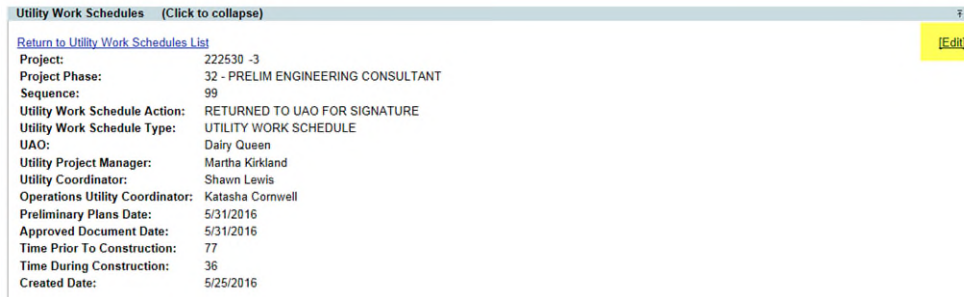 Utility Work Schedules (Click to collapse)
Return to Utility Work Schedules List [Edit]
Project: 222530 -3
Project Phase: 32 - PRELIM ENGINEERING CONSULTANT
Sequence: 99
Utility Work Schedule Action: RETURNED TO UAO FOR SIGNATURE
Utility Work Schedule Type: UTILITY WORK SCHEDULE
UAO: Dairy Queen
Utility Project Manager: Martha Kirkland
Utility Coordinator: Shawn Lewis
Operations Utility Coordinator: Katasha Cornwell
Preliminary Plans Date: 5/31/2016
Approved Document Date: 5/31/2016
Time Prior To Construction: 77
Time During Construction: 36
Created Date: 5/25/2016